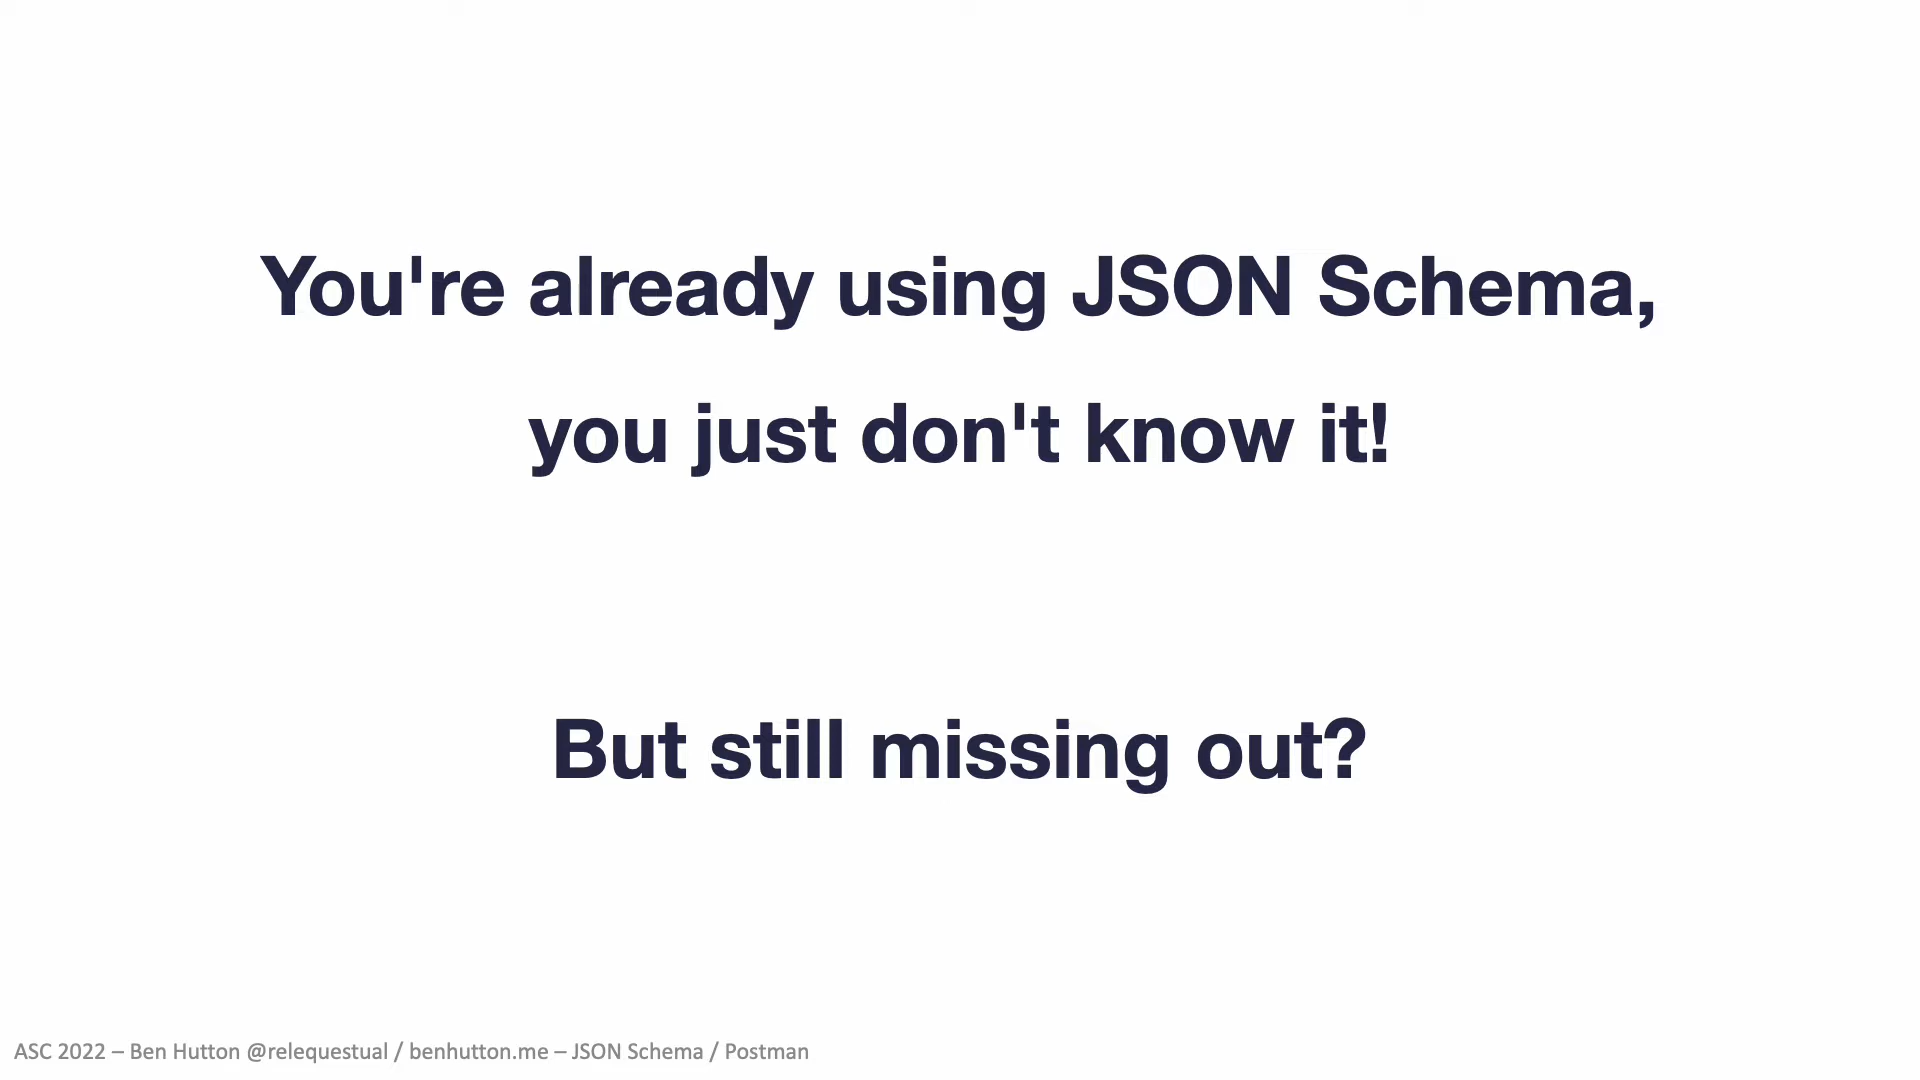 You're already using JSON Schema,
you just don't know it!
But still missing out?
ASC 2022 – Ben Hutton @relequestual / benhutton.me – JSON Schema / Postman